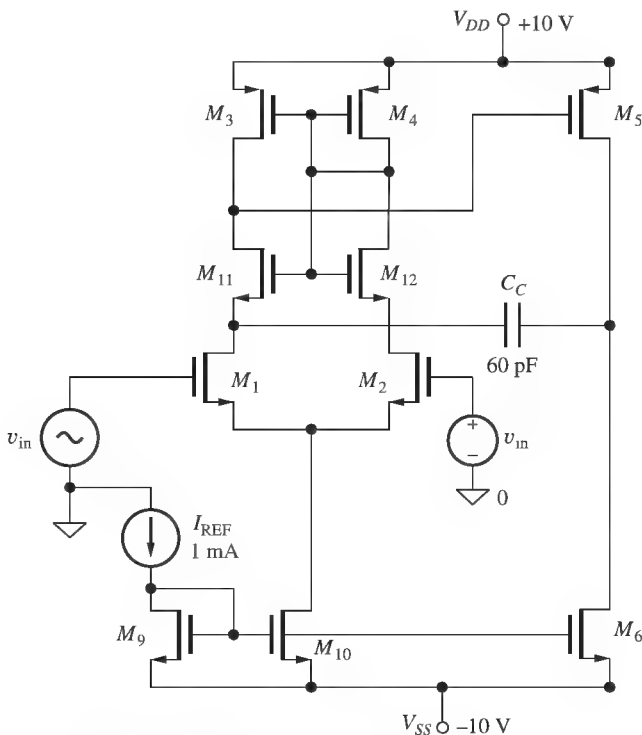 V_DD +10 V
M_3
M_4
M_5
M_11
M_12
C_C
60 pF
M_1
M_2
v_in
v_in
0
I_REF
1 mA
M_9
M_10
M_6
V_SS –10 V